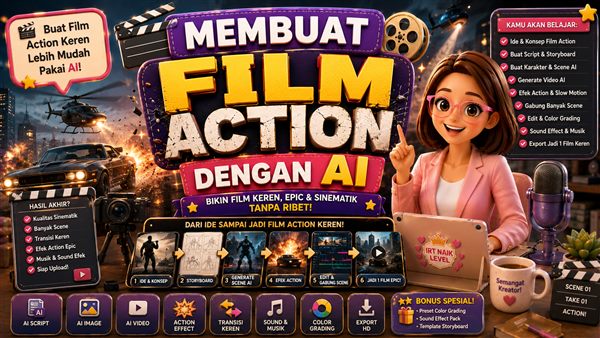 Buat Film
Action Keren
Lebih Mudah
Pakai AI!
MEMBUAT
FILM
ACTION
DENGAN AI
BIKIN FILM KEREN, EPIC & SINEMATIK
TANPA RIBET!
KAMU AKAN BELAJAR:
Ide & Konsep Film Action
Buat Script & Storyboard
Buat Karakter & Scene AI
Generate Video AI
Efek Action & Slow Motion
Gabung Banyak Scene
Edit & Color Grading
Sound Effect & Musik
Export Jadi 1 Film Keren
HASIL AKHIR?
Kualitas Sinematik
Banyak Scene
Transisi Keren
Efek Action Epic
Musik & Sound Efek
Siap Upload!
DARI IDE SAMPAI JADI FILM ACTION KEREN!
1 IDE & KONSEP
2 STORYBOARD
GENERATE
SCENE AI
4 EFEK ACTION
EDIT &
GABUNG SCENE
6 JADI 1 FILM EPIC!
IRT NAIK
LEVEL
Semangat
Kreator!
SCENE 01
TAKE 01
ACTION!
AI
AI SCRIPT
AI IMAGE
AI VIDEO
ACTION
EFFECT
TRANSISI
KEREN
SOUND &
MUSIK
COLOR
GRADING
EXPORT
HD
BONUS SPESIAL!
Preset Color Grading
Sound Effect Pack
Template Storyboard